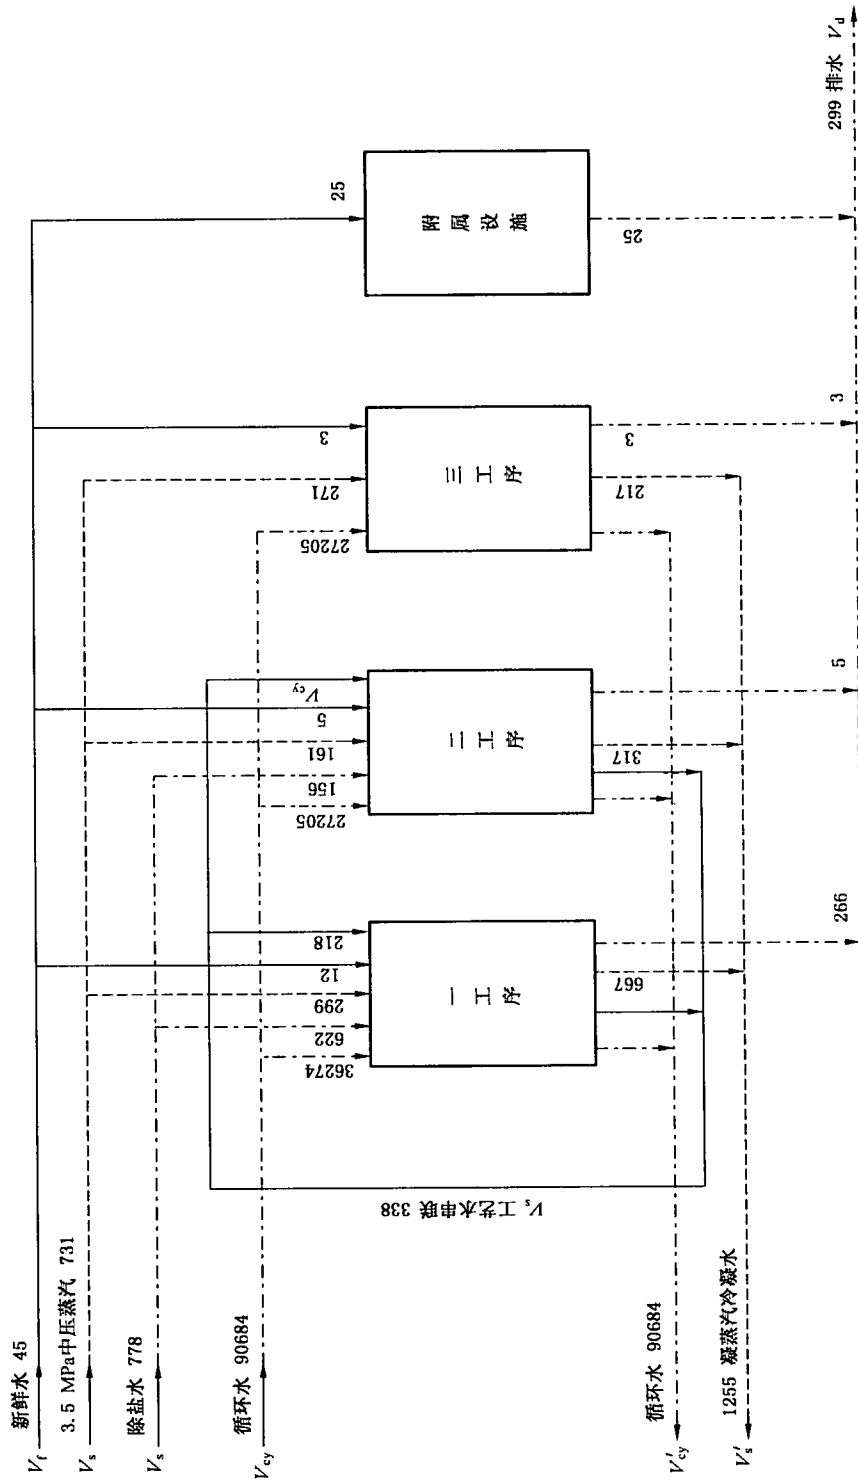 新鲜水 45
V_f
3.5 MPa中压蒸汽 731
V_s
除盐水 778
V_s
循环水 90684
V_cy
36274
622
299
12
218
27205
156
161
5
V_cy
27205
271
3
25
一工序
二工序
三工序
附属设施
667
317
217
3
25
V_s 工艺水串联 338
循环水 90684
V'_cy
1255 凝蒸汽冷凝水
V'_s
266
5
3
299 排水 V_d